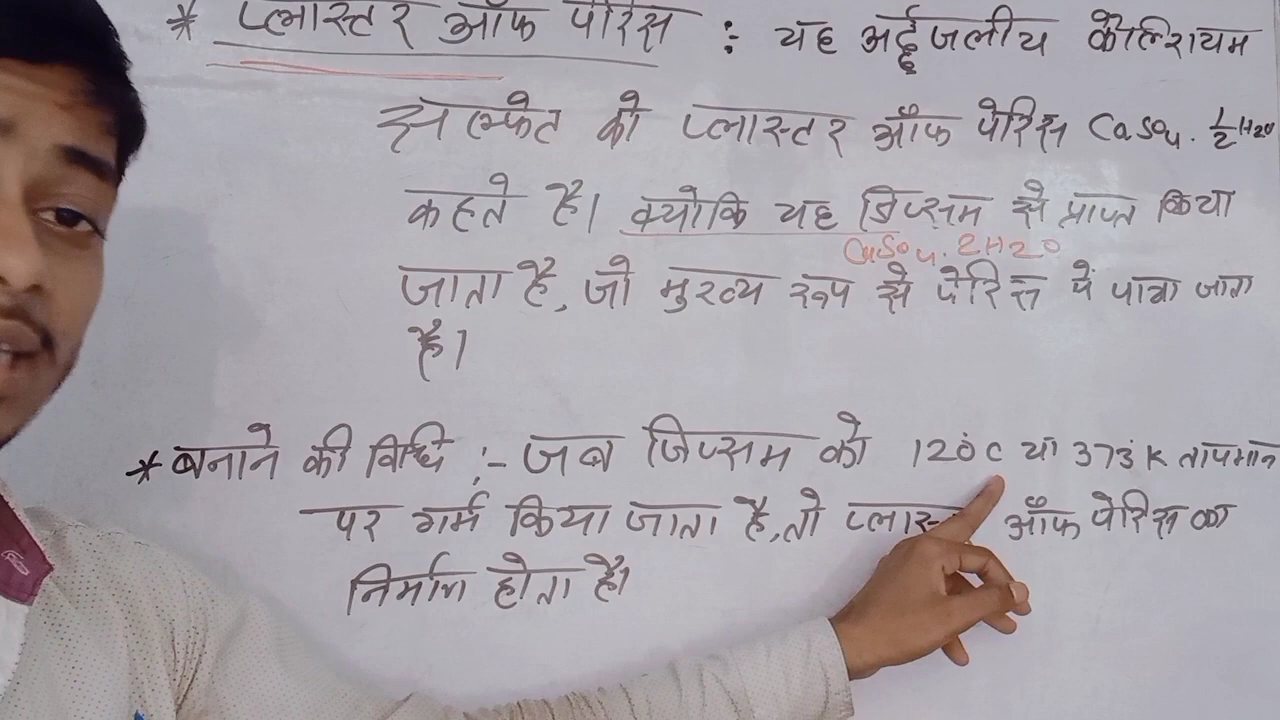 * प्लास्टर ऑफ पेरिस : यह अर्द्धजलीय कैल्शियम
सल्फेट को प्लास्टर ऑफ पेरिस CaSO4. 1/2 H2O
कहते है। क्योकि यह जिप्सम से प्राप्त किया
CaSO4. 2H2O
जाता है, जो मुख्य रूप से पेरिस में पाया जाता
है।
* बनाने की विधि :- जब जिप्सम को 120°C या 373°K तापमान
पर गर्म किया जाता है, तो प्लास्टर ऑफ पेरिस का
निर्माण होता है।